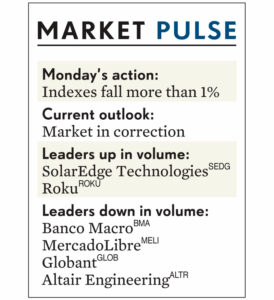 MARKET PULSE
Monday's action:
Indexes fall more than 1%
Current outlook:
Market in correction
Leaders up in volume:
SolarEdge Technologies SEDG
Roku ROKU
Leaders down in volume:
Banco Macro BMA
MercadoLibre MELI
Globant GLOB
Altair Engineering ALTR